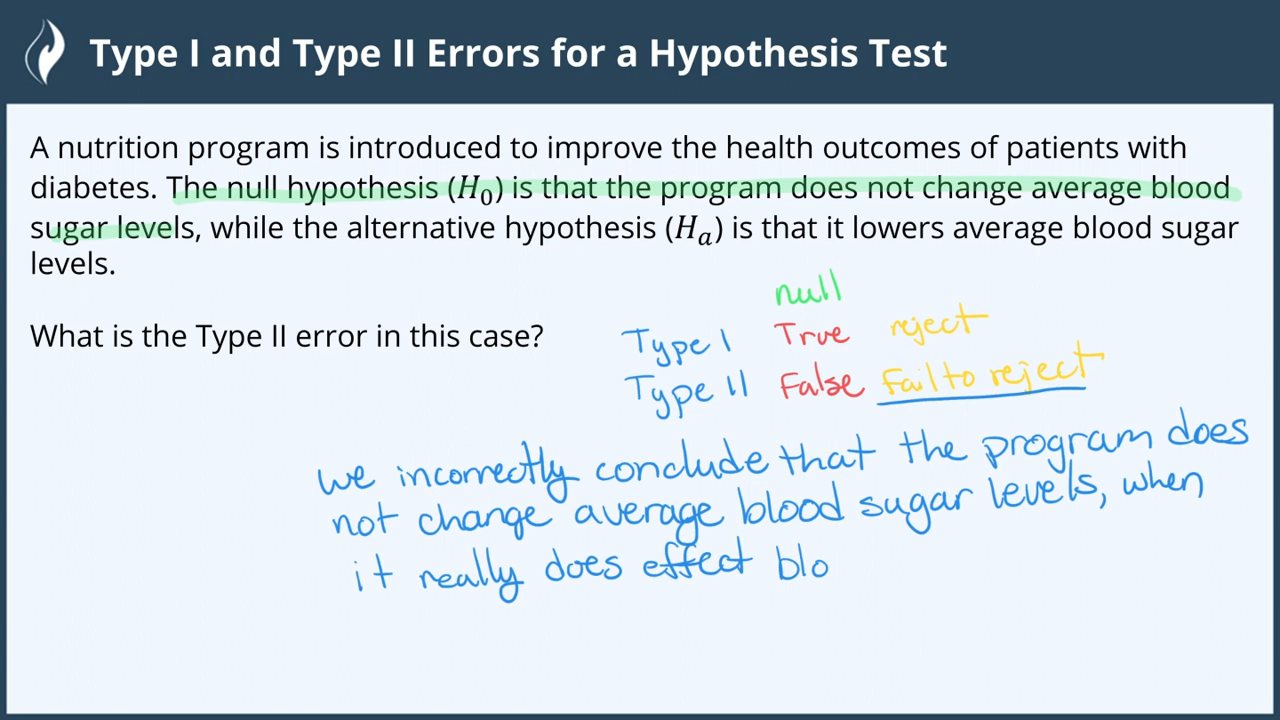 Type I and Type II Errors for a Hypothesis Test
A nutrition program is introduced to improve the health outcomes of patients with
diabetes. The null hypothesis (H₀) is that the program does not change average blood
sugar levels, while the alternative hypothesis (Hₐ) is that it lowers average blood sugar
levels.
null
What is the Type II error in this case?
Type I True reject
Type II False Fail to reject
we incorrectly conclude that the program does
not change average blood sugar levels, when
it really does effect blo